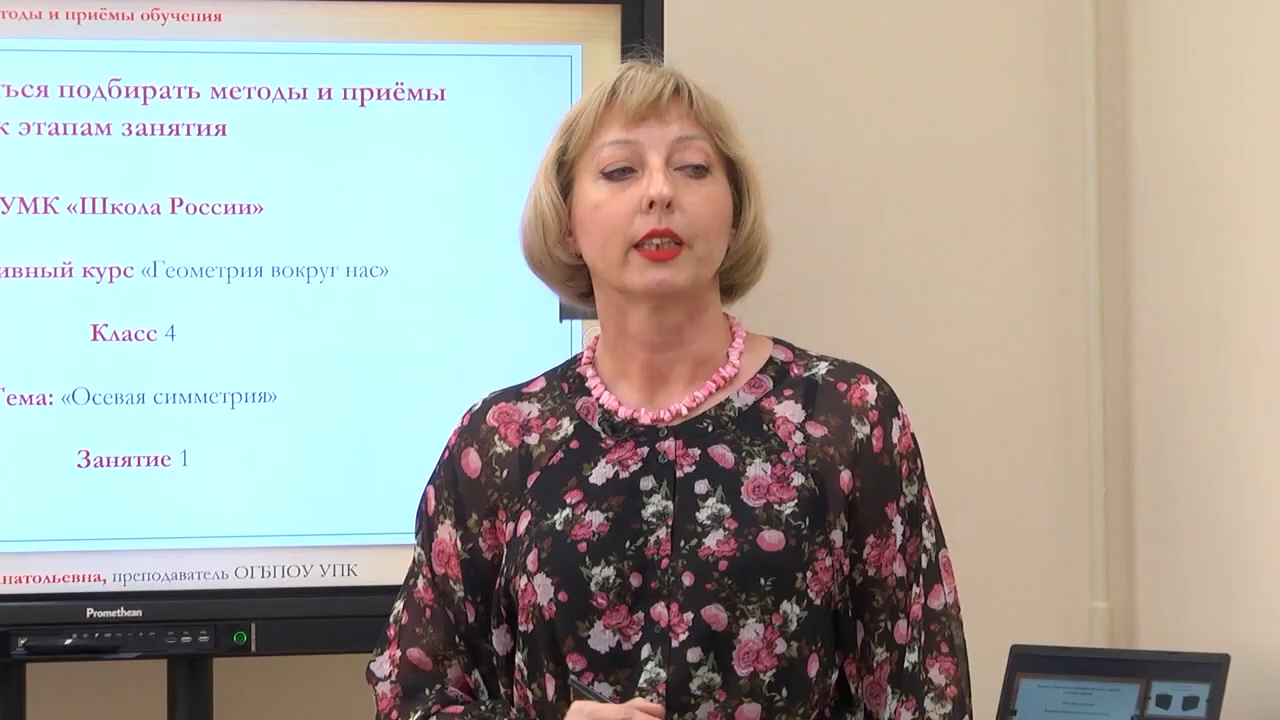 тоды и приёмы обучения
ться подбирать методы и приёмы
к этапам занятия
УМК «Школа России»
ивный курс «Геометрия вокруг нас»
Класс 4
Тема: «Осевая симметрия»
Занятие 1
натольевна, преподаватель ОГБПОУ УПК
Promethean